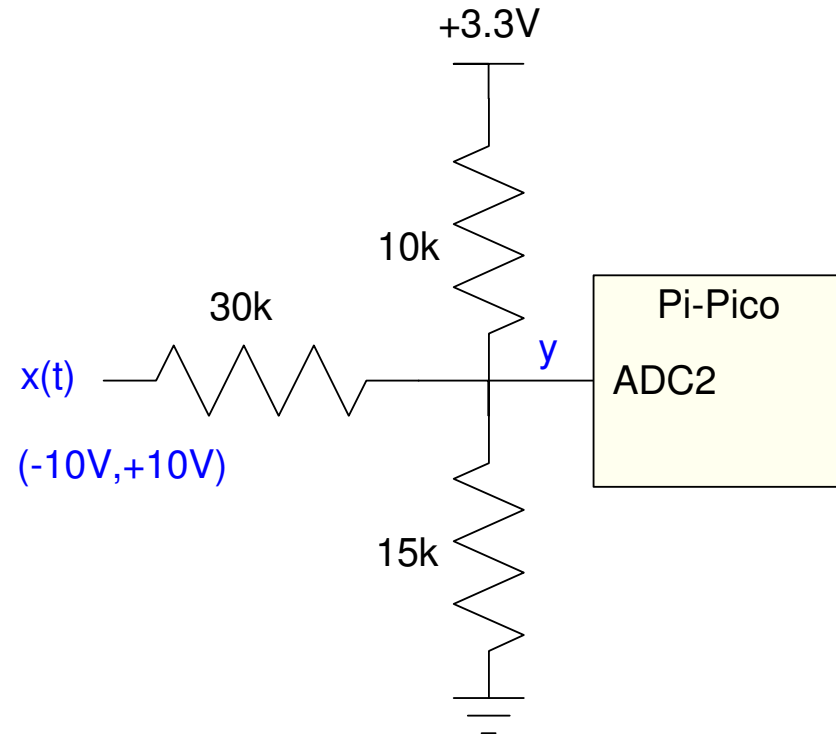 +3.3V
10k
30k
Pi-Pico
x(t)
y
ADC2
(-10V,+10V)
15k